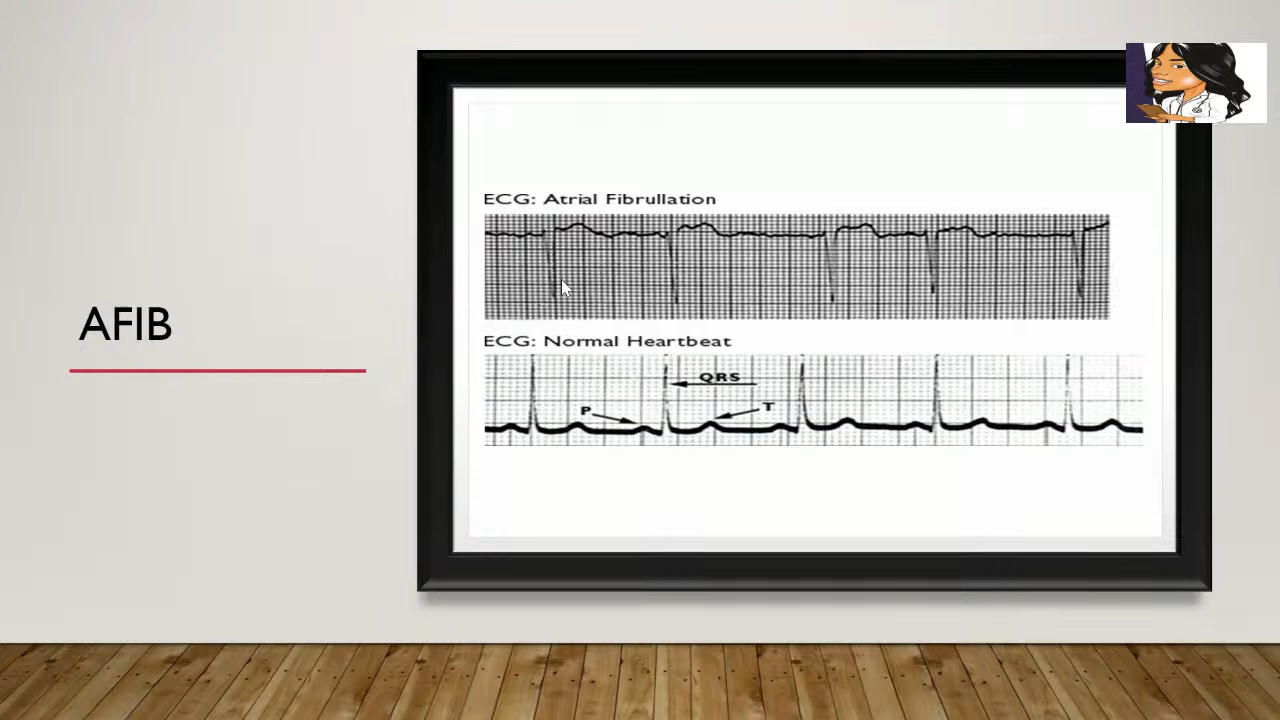 AFIB
ECG: Atrial Fibrullation
ECG: Normal Heartbeat
QRS
P
T